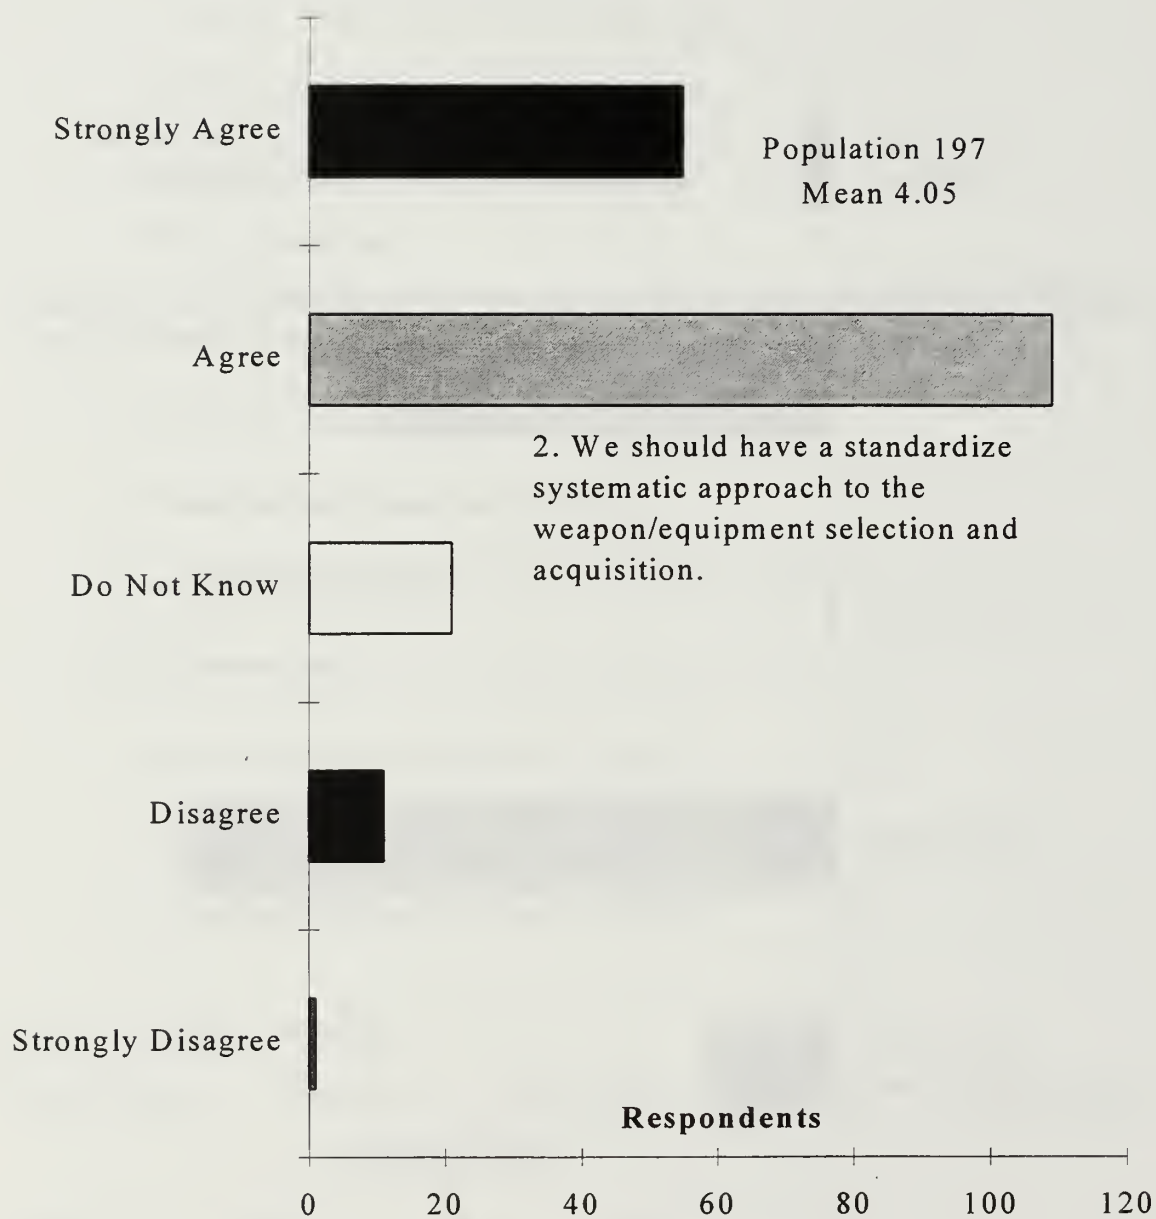 Strongly Agree
Population 197
Mean 4.05
Agree
2. We should have a standardize
systematic approach to the
weapon/equipment selection and
acquisition.
Do Not Know
Disagree
Strongly Disagree
Respondents
0 20 40 60 80 100 120